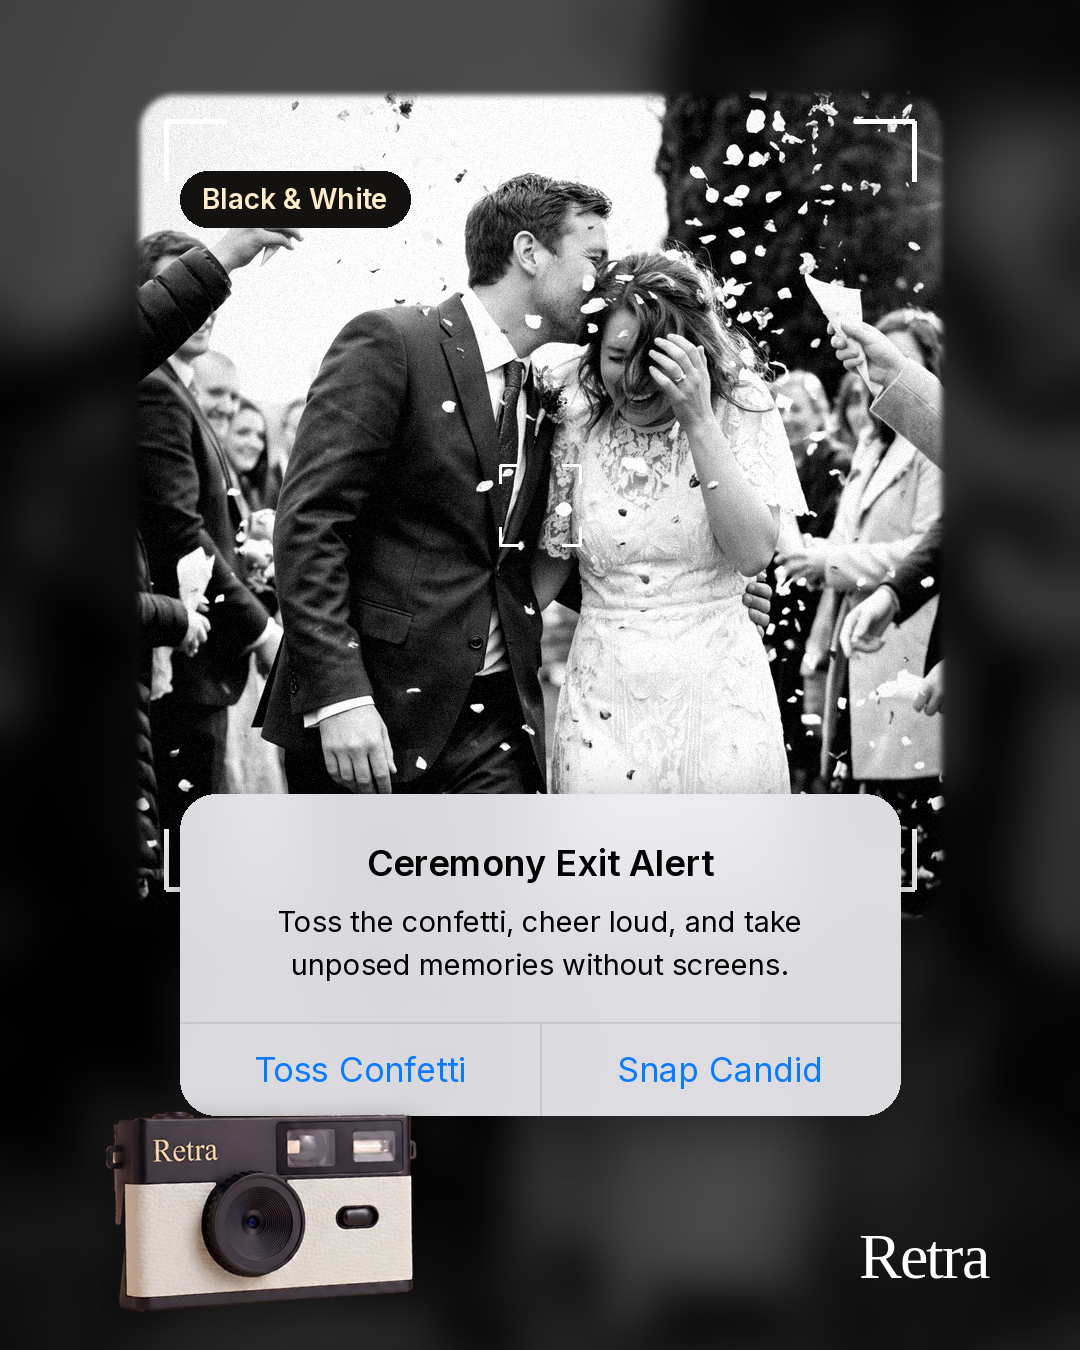 Black & White
Ceremony Exit Alert
Toss the confetti, cheer loud, and take
unposed memories without screens.
Toss Confetti
Snap Candid
Retra
Retra